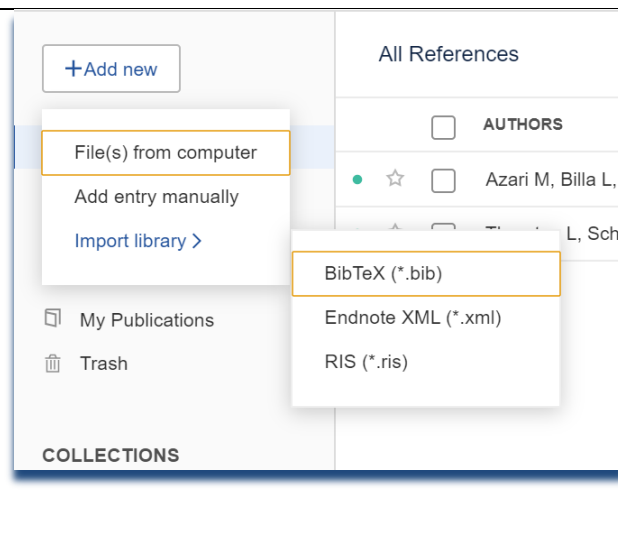 +Add new
All References
AUTHORS
File(s) from computer
Azari M, Billa L,
Add entry manually
L, Sch
Import library >
BibTeX (*.bib)
Endnote XML (*.xml)
My Publications
RIS (*.ris)
Trash
COLLECTIONS